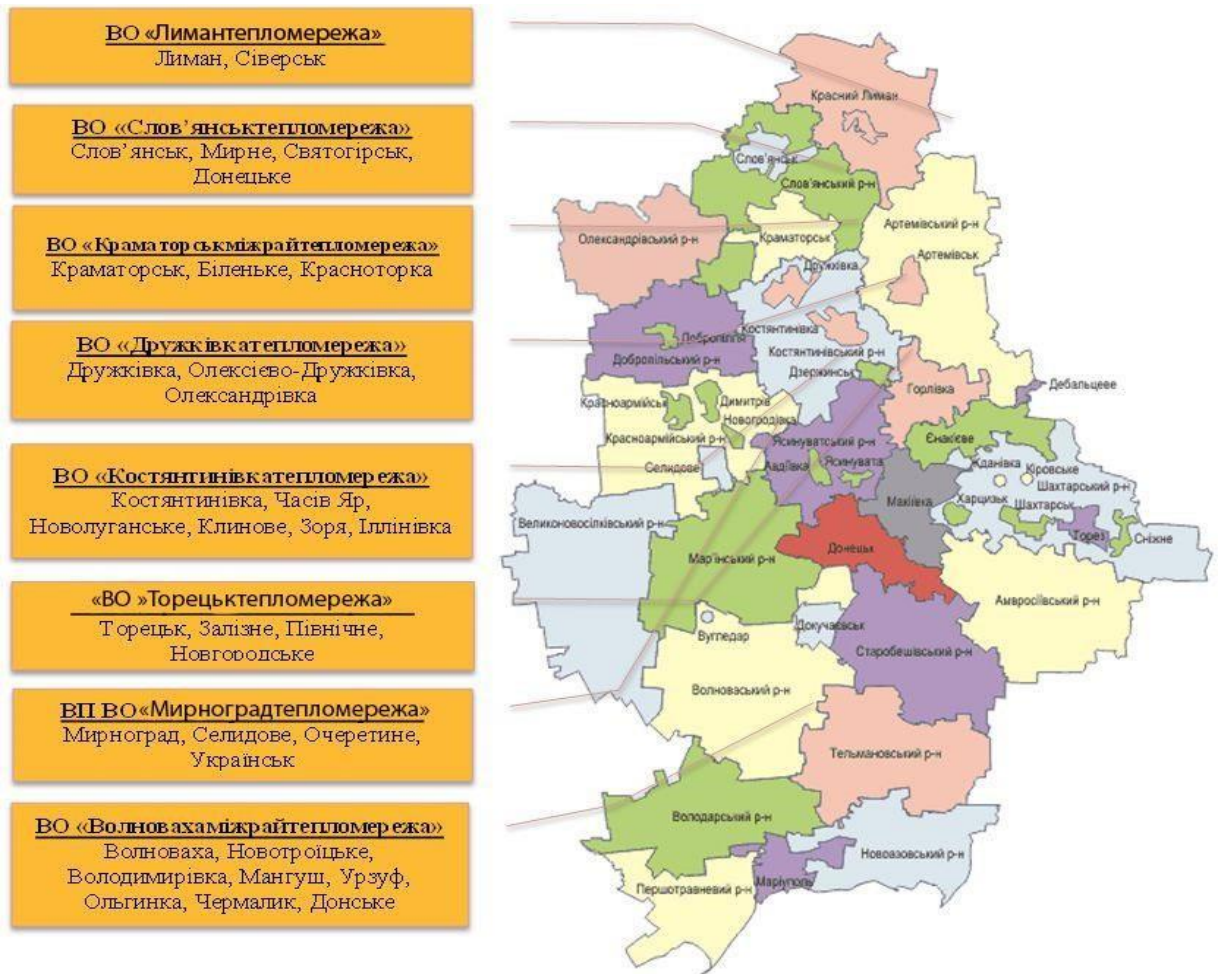 ВО «Лимантепломережа»
Лиман, Сіверськ
ВО «Слов’янськтепломережа»
Слов’янськ, Мирне, Святогірськ,
Донецьке
ВО «Краматорськміжрайтепломережа»
Краматорськ, Біленьке, Красноторка
ВО «Дружківкатепломережа»
Дружківка, Олексієво-Дружківка,
Олександрівка
ВО «Костянтинівкатепломережа»
Костянтинівка, Часів Яр,
Новолуганське, Клинове, Зоря, Іллінівка
«ВО »Торецьктепломережа»
Торецьк, Залізне, Північне,
Новгородське
ВП ВО «Мирноградтепломережа»
Мирноград, Селидове, Очеретине,
Українськ
ВО «Волновахаміжрайтепломережа»
Волноваха, Новотроїцьке,
Володимирівка, Мангуш, Урзуф,
Ольгинка, Чермалик, Донське
Красний Лиман
Слов’янськ
Слов’янський р-н
Артемівський р-н
Олександрівський р-н
Краматорськ
Артемівськ
Дружківка
Костянтинівка
Добропілля
Костянтинівський р-н
Добропільський р-н
Дзержинськ
Горлівка
Дебальцеве
Красноармійськ
Димитрів
Новогродівка
Красноармійський р-н
Ясинуватський р-н
Єнакієве
Селидове
Авдіївка
Ясинувата
Жданівка
Кіровське
Шахтарський р-н
Макіївка
Харцизьк
Шахтарськ
Торез
Сніжне
Великоновосілківський р-н
Мар’їнський р-н
Донецьк
Амвросіївський р-н
Вугледар
Докучаєвськ
Старобешівський р-н
Волноваський р-н
Тельмановський р-н
Володарський р-н
Новоазовський р-н
Маріуполь
Першотравневий р-н